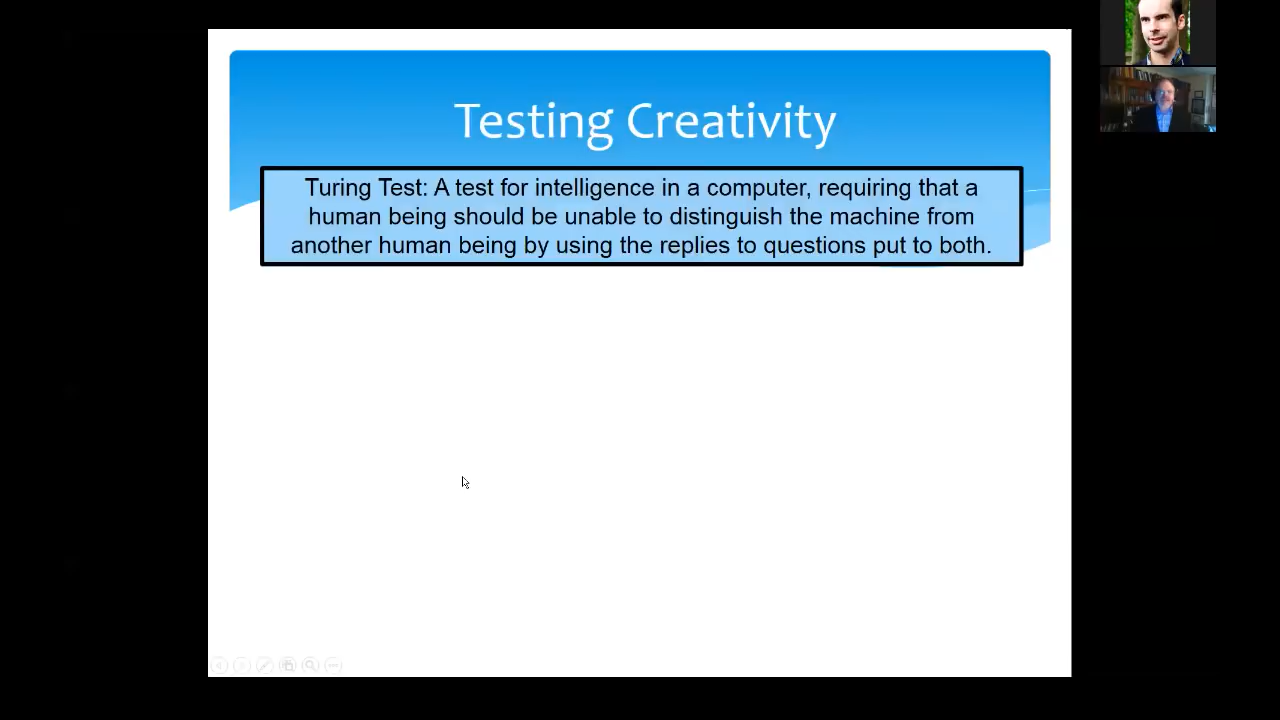 Testing Creativity
Turing Test: A test for intelligence in a computer, requiring that a
human being should be unable to distinguish the machine from
another human being by using the replies to questions put to both.